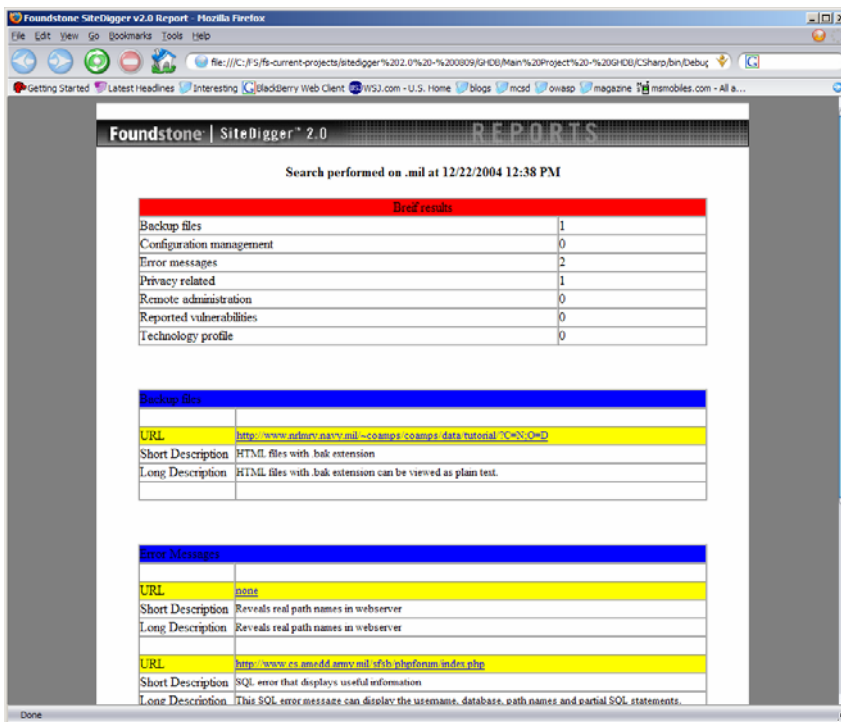 Foundstone SiteDigger v2.0 Report - Mozilla Firefox
File Edit View Go Bookmarks Tools Help
file:///C:/FS/fs-current-projects/sitedigger%202.0%20-%200809/GHDB/Main%20Project%20-%20GHDB/CSharp/bin/Debug
Getting Started Latest Headlines Interesting BlackBerry Web Client WSJ.com - U.S. Home blogs mcsd owasp magazine msmobiles.com - All a...
Foundstone | SiteDigger™ 2.0 REPORTS
Search performed on .mil at 12/22/2004 12:38 PM
Breif results
Backup files 1
Configuration management 0
Error messages 2
Privacy related 1
Remote administration 0
Reported vulnerabilities 0
Technology profile 0
Backup files
URL http://www.nrlmry.navy.mil/~coamps/coamps/data/tutorial/?C=N;O=D
Short Description HTML files with .bak extension
Long Description HTML files with .bak extension can be viewed as plain text.
Error Messages
URL none
Short Description Reveals real path names in webserver
Long Description Reveals real path names in webserver
URL http://www.cs.amedd.army.mil/sfsb/phpforum/index.php
Short Description SQL error that displays useful information
Long Description This SQL error message can display the username, database, path names and partial SQL statements.
Done